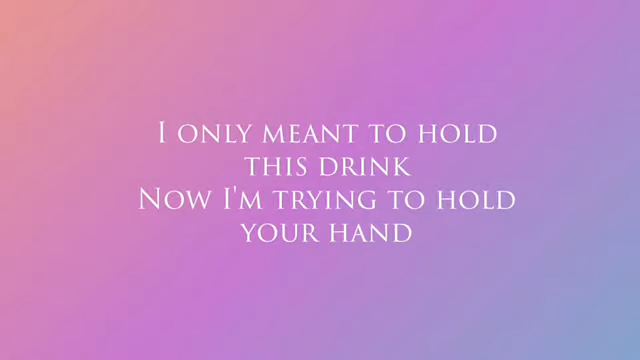 I only meant to hold
this drink
Now I'm trying to hold
your hand